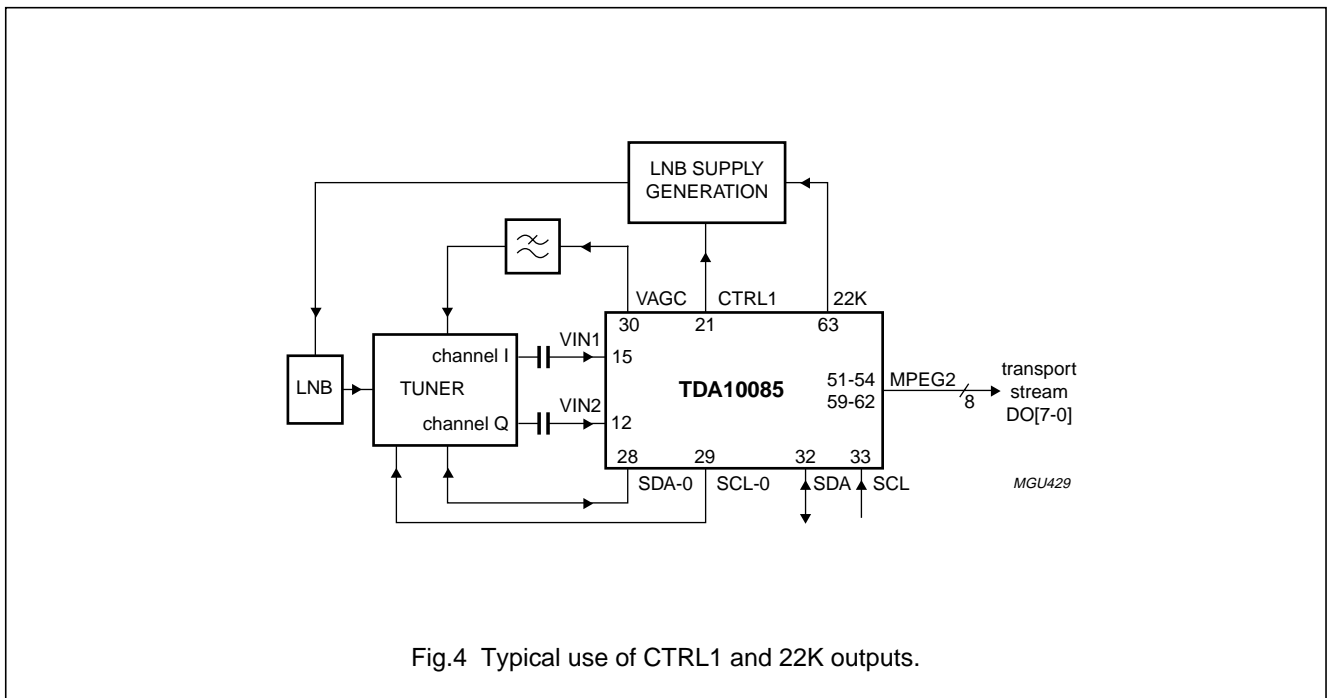 LNB SUPPLY
GENERATION
VAGC
CTRL1
22K
30
21
63
VIN1
channel I
15
LNB
TUNER
TDA10085
51-54
59-62
MPEG2
8
transport
stream
DO[7-0]
VIN2
channel Q
12
28
29
32
33
SDA-0
SCL-0
SDA
SCL
MGU429
Fig.4 Typical use of CTRL1 and 22K outputs.